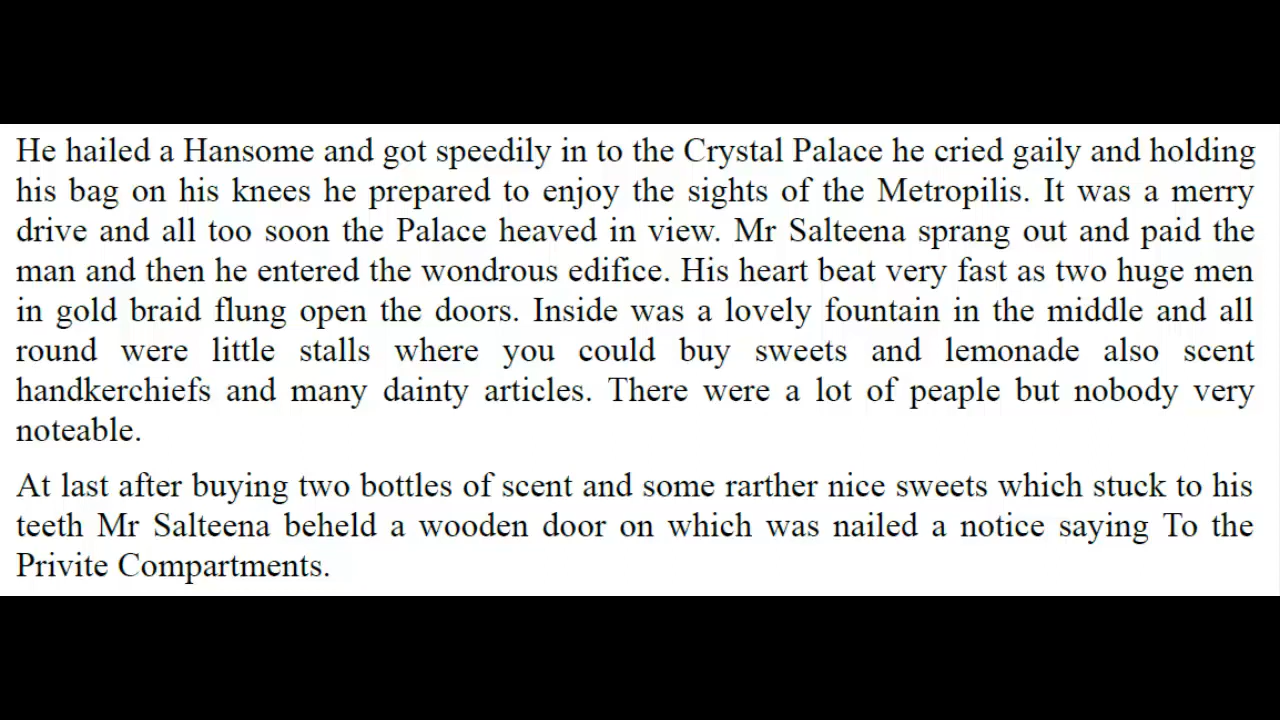 He hailed a Hansome and got speedily in to the Crystal Palace he cried gaily and holding
his bag on his knees he prepared to enjoy the sights of the Metropilis. It was a merry
drive and all too soon the Palace heaved in view. Mr Salteena sprang out and paid the
man and then he entered the wondrous edifice. His heart beat very fast as two huge men
in gold braid flung open the doors. Inside was a lovely fountain in the middle and all
round were little stalls where you could buy sweets and lemonade also scent
handkerchiefs and many dainty articles. There were a lot of peaple but nobody very
noteable.
At last after buying two bottles of scent and some rarther nice sweets which stuck to his
teeth Mr Salteena beheld a wooden door on which was nailed a notice saying To the
Privite Compartments.